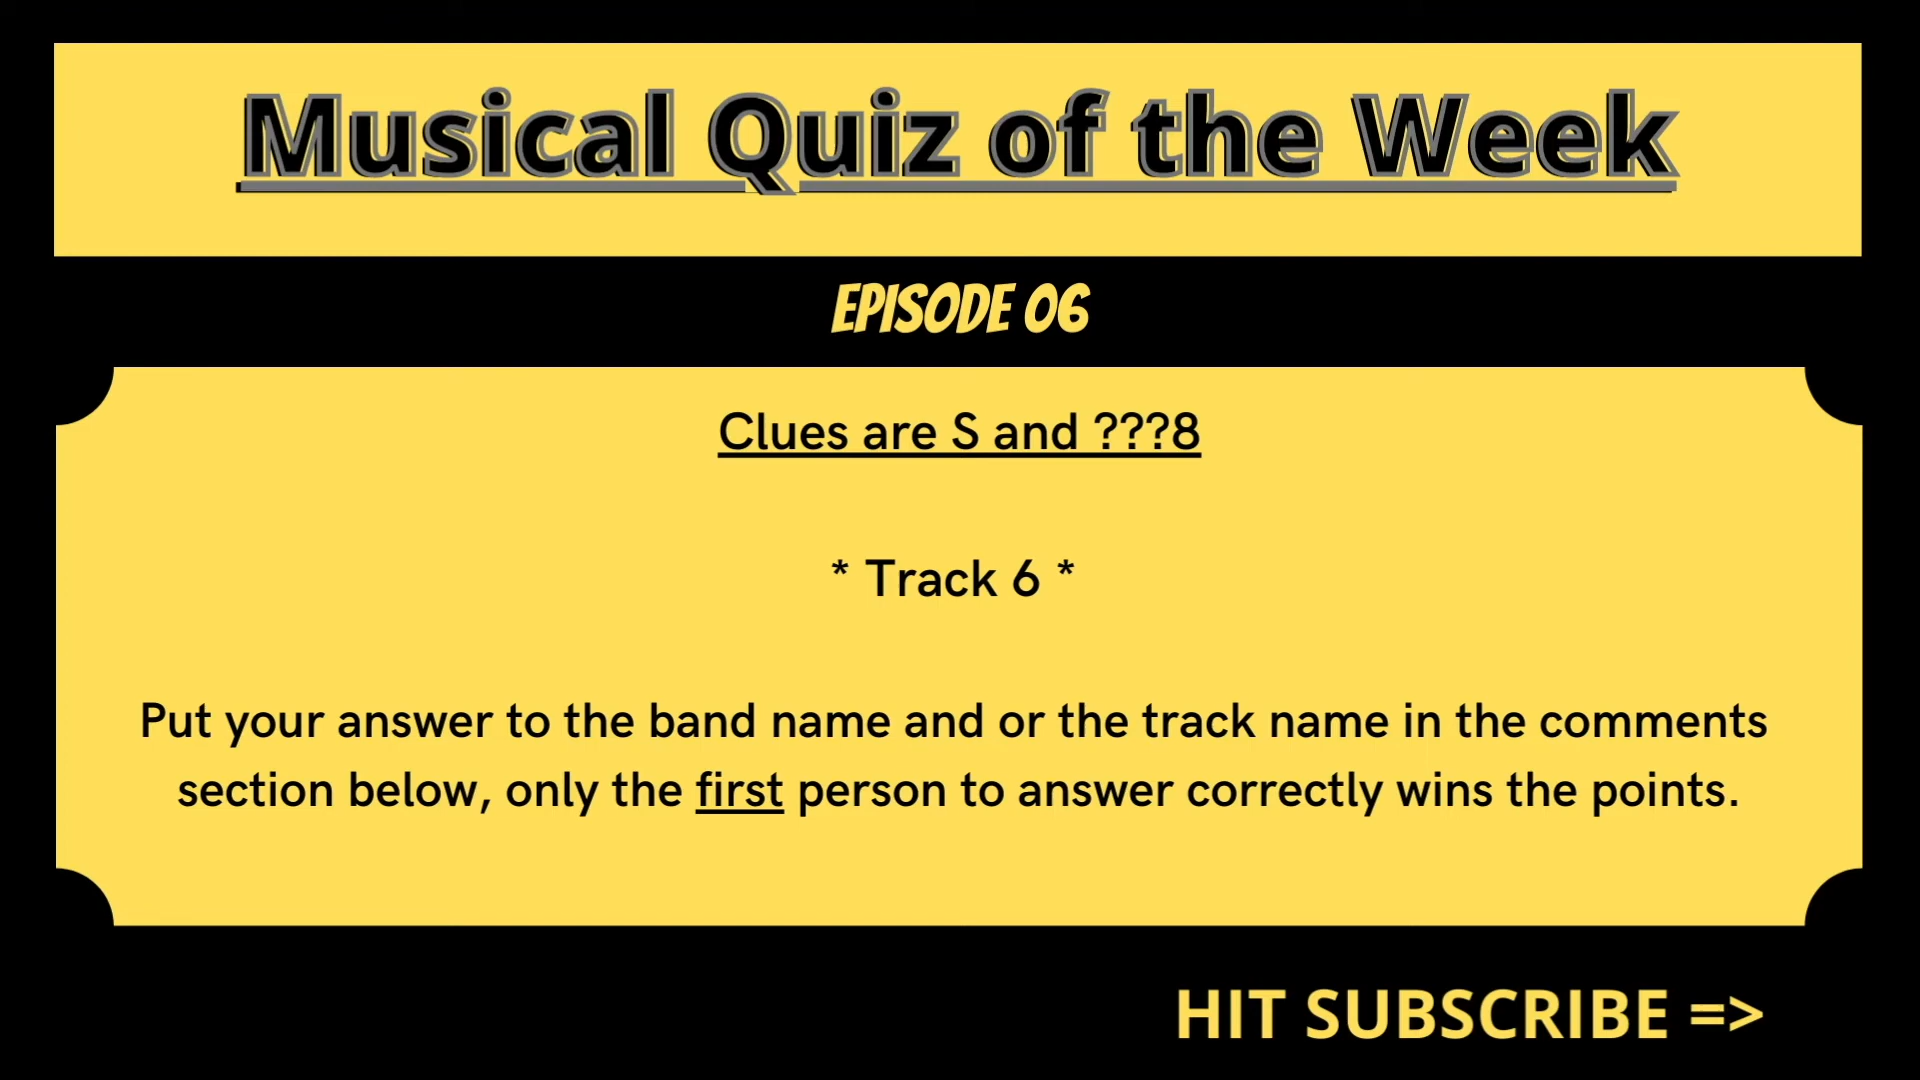 Musical Quiz of the Week
EPISODE 06
Clues are S and ???8
* Track 6 *
Put your answer to the band name and or the track name in the comments
section below, only the first person to answer correctly wins the points.
HIT SUBSCRIBE =>